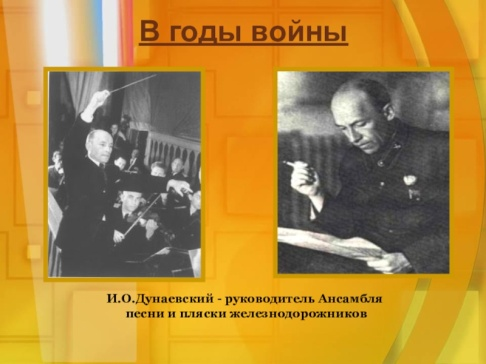 В годы войны
И.О.Дунаевский - руководитель Ансамбля
песни и пляски железнодорожников